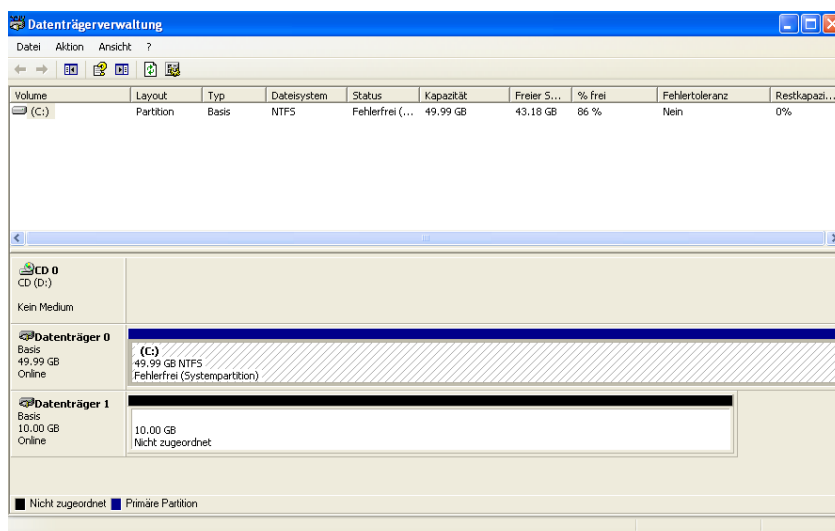 Datenträgerverwaltung
Datei Aktion Ansicht ?
Volume Layout Typ Dateisystem Status Kapazität Freier S... % frei Fehlertoleranz Restkapazi...
(C:) Partition Basis NTFS Fehlerfrei (... 49.99 GB 43.18 GB 86 % Nein 0%
CD 0
CD (D:)
Kein Medium
Datenträger 0
Basis
49.99 GB
Online
(C:)
49.99 GB NTFS
Fehlerfrei (Systempartition)
Datenträger 1
Basis
10.00 GB
Online
10.00 GB
Nicht zugeordnet
Nicht zugeordnet Primäre Partition